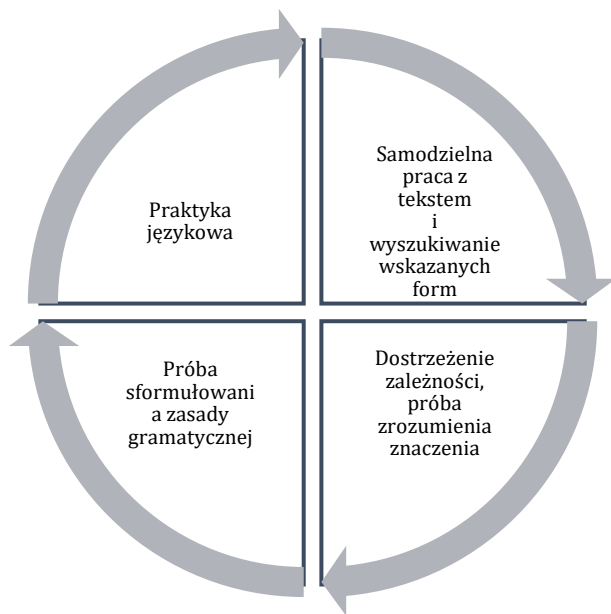 Praktyka
językowa
Samodzielna
praca z
tekstem
i
wyszukiwanie
wskazanych
form
Próba
sformułowani
a zasady
gramatycznej
Dostrzeżenie
zależności,
próba
zrozumienia
znaczenia